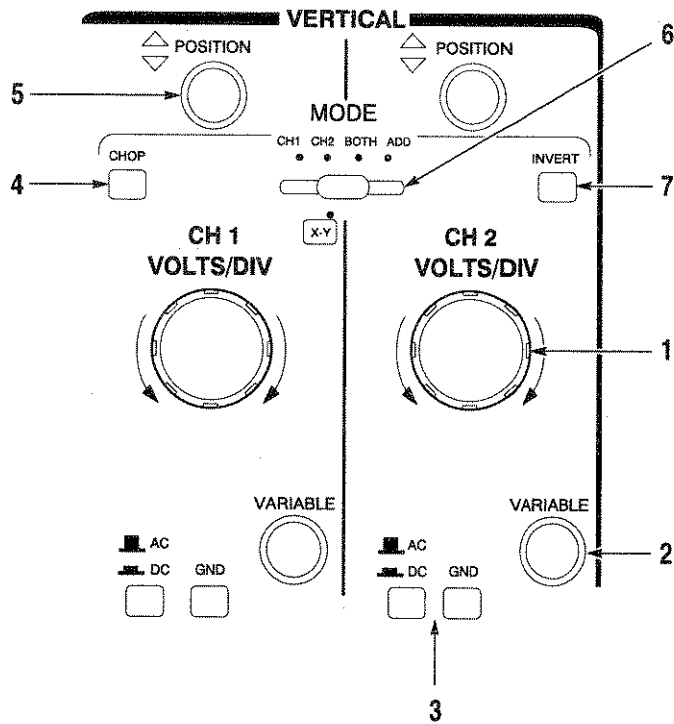 VERTICAL
POSITION
POSITION
6
5
MODE
CH1 CH2 BOTH ADD
CHOP
INVERT
4
7
X-Y
CH 1
VOLTS/DIV
CH 2
VOLTS/DIV
1
VARIABLE
VARIABLE
AC
DC GND
AC
DC GND
2
3